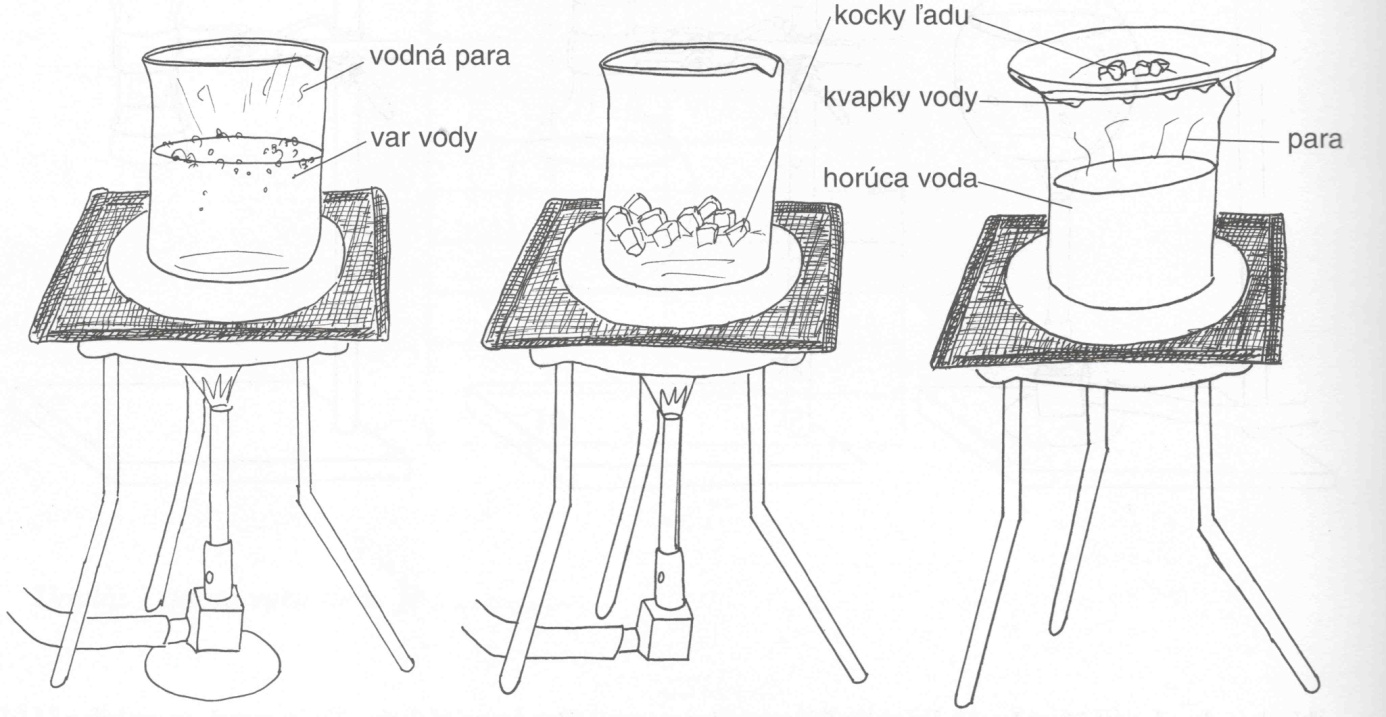 vodná para
var vody
kocky ľadu
kvapky vody
horúca voda
para